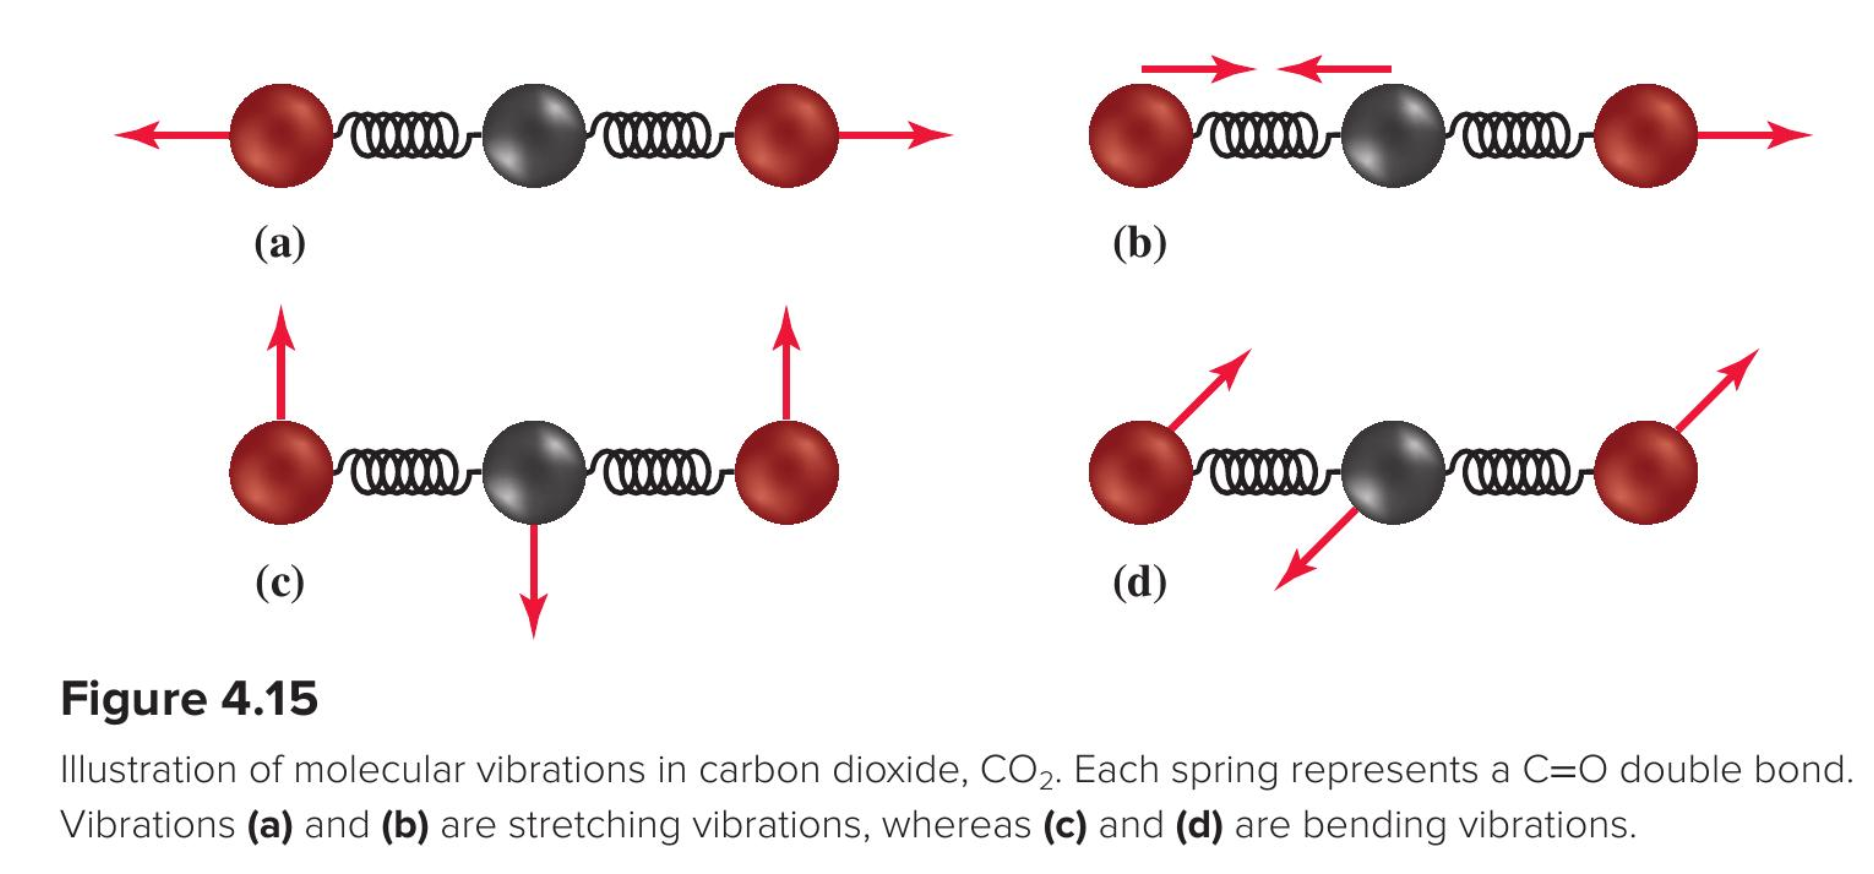 (a)
(b)
(c)
(d)
Figure 4.15
Illustration of molecular vibrations in carbon dioxide, CO₂. Each spring represents a C=O double bond.
Vibrations (a) and (b) are stretching vibrations, whereas (c) and (d) are bending vibrations.